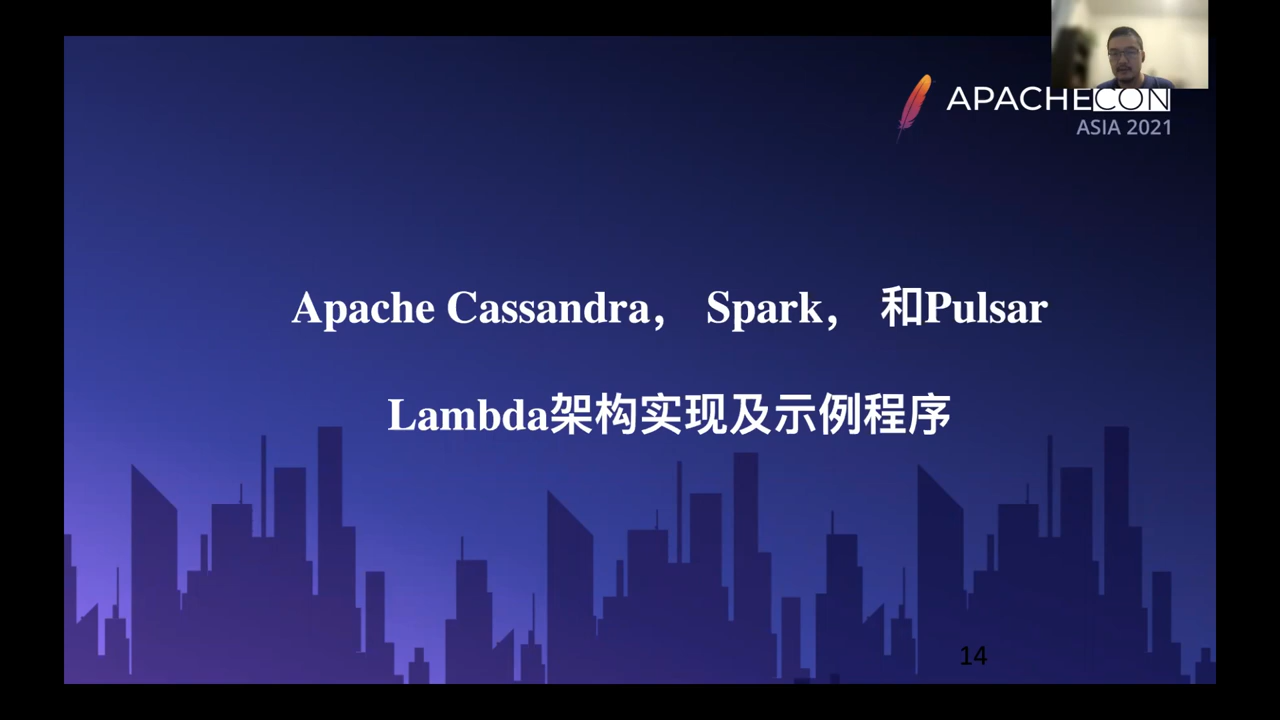 APACHECON
ASIA 2021
Apache Cassandra， Spark， 和Pulsar
Lambda架构实现及示例程序
14